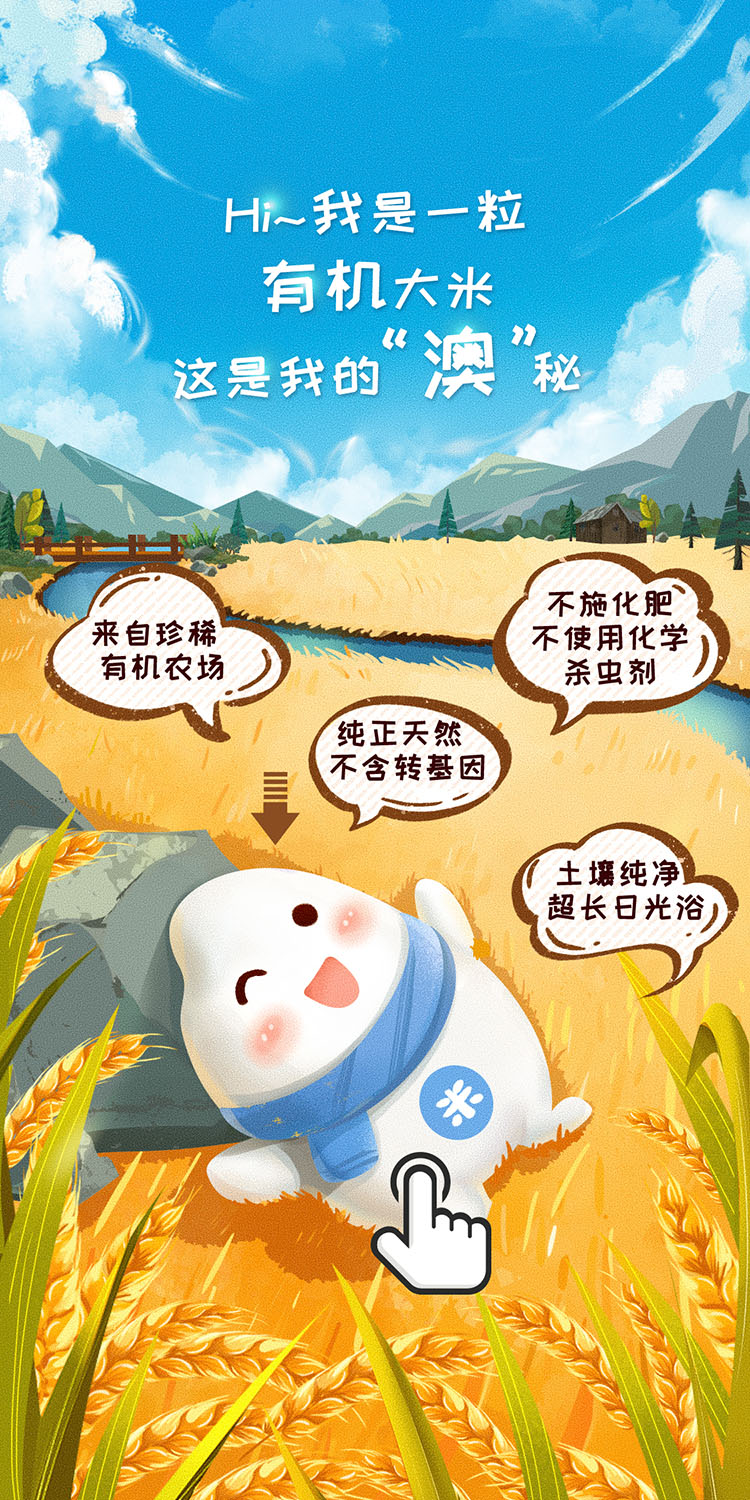 Hi~我是一粒
有机大米
这是我的“澳”秘
来自珍稀
有机农场
不施化肥
不使用化学
杀虫剂
纯正天然
不含转基因
土壤纯净
超长日光浴
米